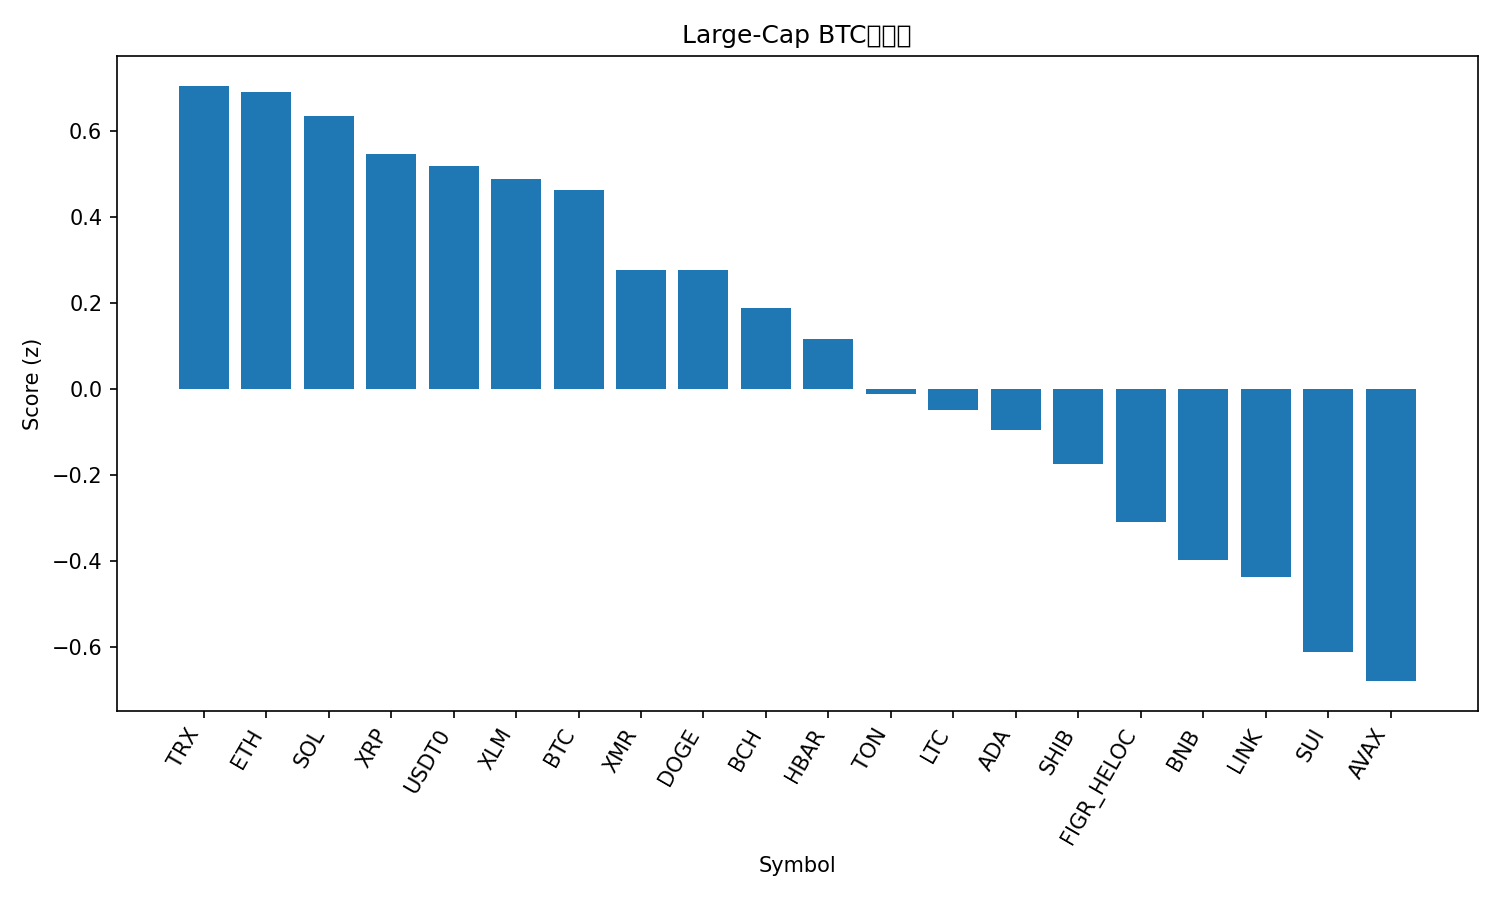 Large-Cap BTC
Score (z)
0.6
0.4
0.2
0.0
−0.2
−0.4
−0.6
TRX
ETH
SOL
XRP
USDT0
XLM
BTC
XMR
DOGE
BCH
HBAR
TON
LTC
ADA
SHIB
FIGR_HELOC
BNB
LINK
SUI
AVAX
Symbol